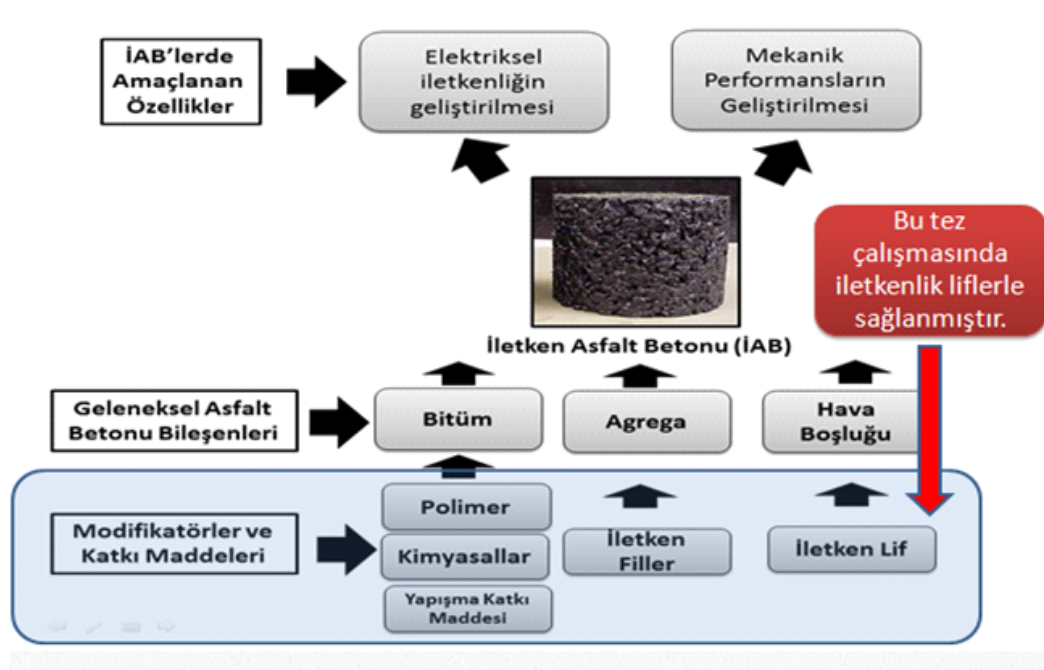 İAB'lerde
Amaçlanan
Özellikler
Elektriksel
iletkenliğin
geliştirilmesi
Mekanik
Performansların
Geliştirilmesi
Bu tez
çalışmasında
iletkenlik liflerle
sağlanmıştır.
İletken Asfalt Betonu (İAB)
Geleneksel Asfalt
Betonu Bileşenleri
Bitüm
Agrega
Hava
Boşluğu
Modifikatörler ve
Katkı Maddeleri
Polimer
Kimyasallar
Yapışma Katkı
Maddesi
İletken
Filler
İletken Lif